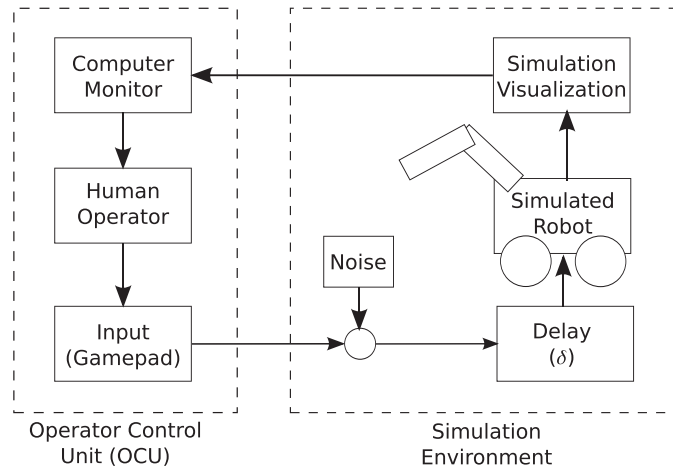 Computer
Monitor
Human
Operator
Input
(Gamepad)
Operator Control
Unit (OCU)
Simulation
Visualization
Simulated
Robot
Noise
Delay
(δ)
Simulation
Environment